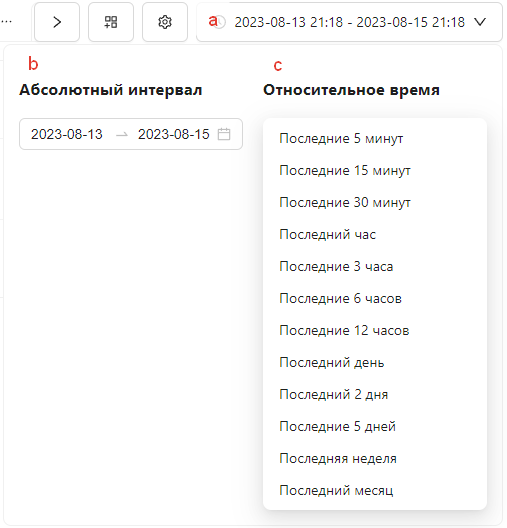 ...
a 2023-08-13 21:18 - 2023-08-15 21:18
b
Абсолютный интервал
2023-08-13 → 2023-08-15
c
Относительное время
Последние 5 минут
Последние 15 минут
Последние 30 минут
Последний час
Последние 3 часа
Последние 6 часов
Последние 12 часов
Последний день
Последний 2 дня
Последние 5 дней
Последняя неделя
Последний месяц